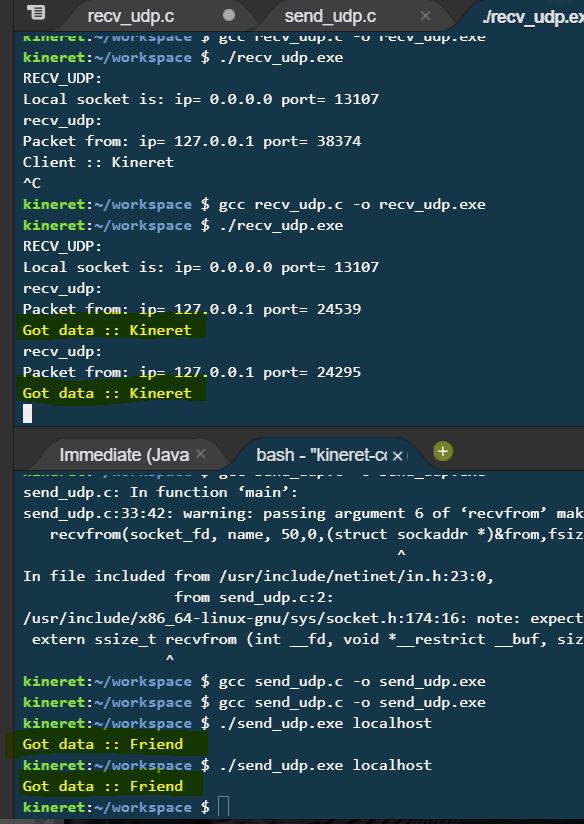 recv_udp.c send_udp.c ./recv_udp.ex
kineret:~/workspace $ gcc recv_udp.c -o recv_udp.exe
kineret:~/workspace $ ./recv_udp.exe
RECV_UDP:
Local socket is: ip= 0.0.0.0 port= 13107
recv_udp:
Packet from: ip= 127.0.0.1 port= 38374
Client :: Kineret
^C
kineret:~/workspace $ gcc recv_udp.c -o recv_udp.exe
kineret:~/workspace $ ./recv_udp.exe
RECV_UDP:
Local socket is: ip= 0.0.0.0 port= 13107
recv_udp:
Packet from: ip= 127.0.0.1 port= 24539
Got data :: Kineret
recv_udp:
Packet from: ip= 127.0.0.1 port= 24295
Got data :: Kineret
Immediate (Java bash - "kineret-co
kineret:~/workspace $ gcc send_udp.c -o send_udp.exe
send_udp.c: In function ‘main’:
send_udp.c:33:42: warning: passing argument 6 of ‘recvfrom’ mak
recvfrom(socket_fd, name, 50,0,(struct sockaddr *)&from,fsiz
^
In file included from /usr/include/netinet/in.h:23:0,
from send_udp.c:2:
/usr/include/x86_64-linux-gnu/sys/socket.h:174:16: note: expect
extern ssize_t recvfrom (int __fd, void *__restrict __buf, siz
^
kineret:~/workspace $ gcc send_udp.c -o send_udp.exe
kineret:~/workspace $ gcc send_udp.c -o send_udp.exe
kineret:~/workspace $ ./send_udp.exe localhost
Got data :: Friend
kineret:~/workspace $ ./send_udp.exe localhost
Got data :: Friend
kineret:~/workspace $